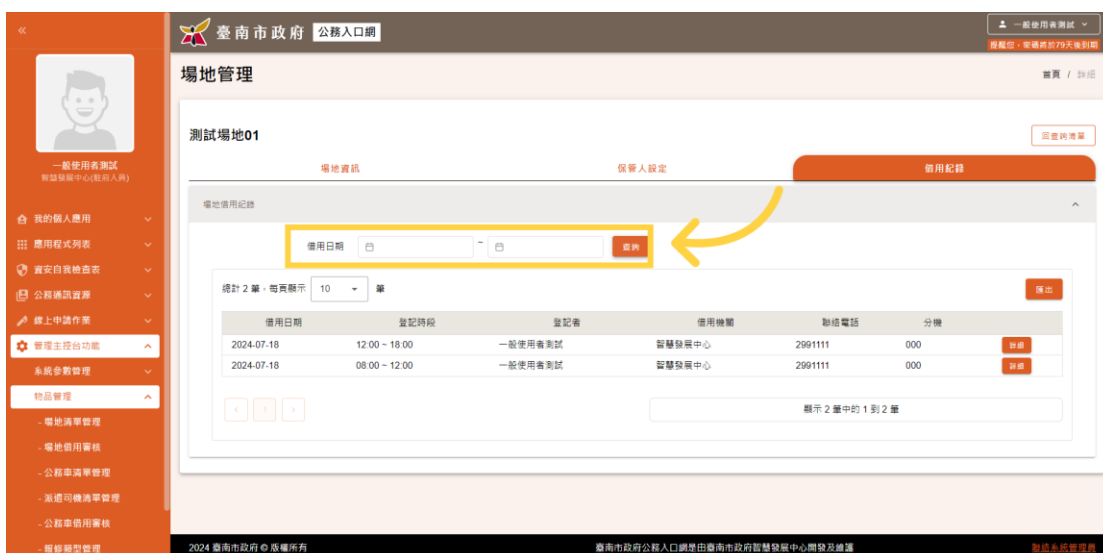 «
臺南市政府 公務入口網
一般使用者測試
提醒您，密碼將於79天後到期
場地管理
首頁 / 詳細
一般使用者測試
智慧發展中心(駐府人員)
我的個人應用
應用程式列表
資安自我檢查表
公務通訊資源
線上申請作業
管理主控台功能
系統參數管理
物品管理
- 場地清單管理
- 場地借用審核
- 公務車清單管理
- 派遣司機清單管理
- 公務車借用審核
- 報修類型管理
測試場地01
回查詢清單
場地資訊 保管人設定 借用紀錄
場地借用紀錄
借用日期 ~ 查詢
總計 2 筆，每頁顯示 10 筆
匯出
借用日期 登記時段 登記者 借用機關 聯絡電話 分機
2024-07-18 12:00 ~ 18:00 一般使用者測試 智慧發展中心 2991111 000 詳細
2024-07-18 08:00 ~ 12:00 一般使用者測試 智慧發展中心 2991111 000 詳細
‹ 1 ›
顯示 2 筆中的 1 到 2 筆
2024 臺南市政府 © 版權所有
臺南市政府公務入口網是由臺南市政府智慧發展中心開發及維護
聯絡系統管理員